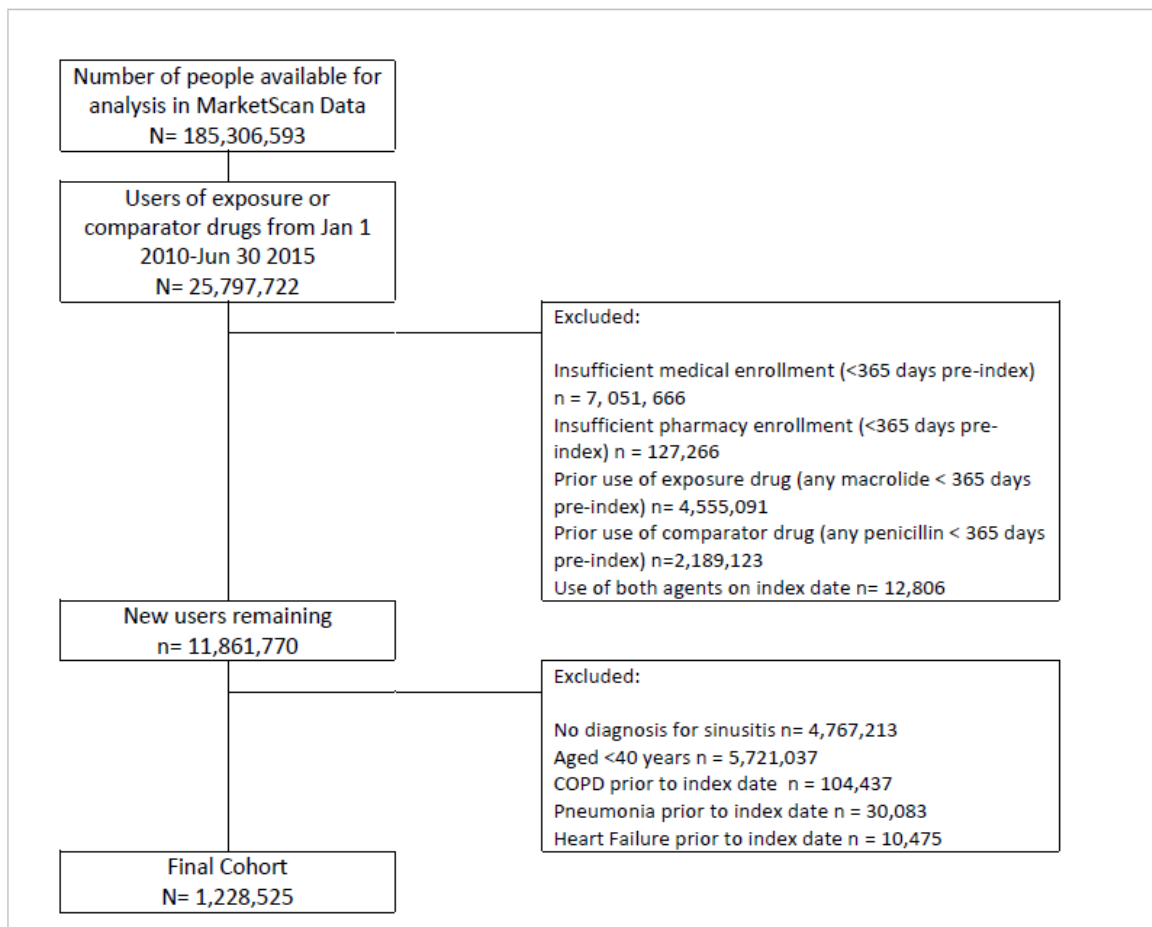 Number of people available for
analysis in MarketScan Data
N= 185,306,593
Users of exposure or
comparator drugs from Jan 1
2010-Jun 30 2015
N= 25,797,722
Excluded:
Insufficient medical enrollment (<365 days pre-index)
n = 7, 051, 666
Insufficient pharmacy enrollment (<365 days pre-
index) n = 127,266
Prior use of exposure drug (any macrolide < 365 days
pre-index) n= 4,555,091
Prior use of comparator drug (any penicillin < 365 days
pre-index) n=2,189,123
Use of both agents on index date n= 12,806
New users remaining
n= 11,861,770
Excluded:
No diagnosis for sinusitis n= 4,767,213
Aged <40 years n = 5,721,037
COPD prior to index date  n = 104,437
Pneumonia prior to index date n = 30,083
Heart Failure prior to index date n = 10,475
Final Cohort
N= 1,228,525